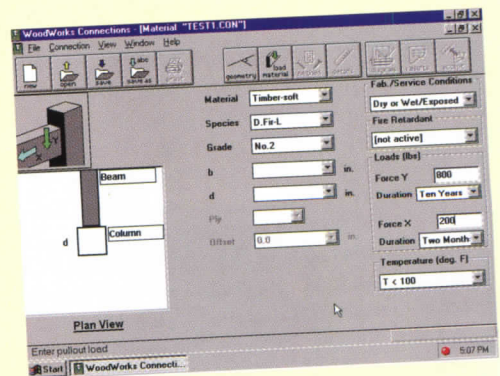 WoodWorks Connections - [Material "TEST1.CON"]
File Connection View Window Help
new open save save as geometry load material
abc
Material Timber-soft
Species D.Fir-L
Grade No.2
b in.
d in.
Ply
Offset 0.0 in.
Fab./Service Conditions
Dry or Wet/Exposed
Fire Retardant
[not active]
Loads (lbs)
Force Y 800
Duration Ten Years
Force X 200
Duration Two Month
Temperature (deg. F)
T < 100
Y
X
Beam
Column
d
Plan View
Enter pullout load
Start WoodWorks Connecti... 5:07 PM